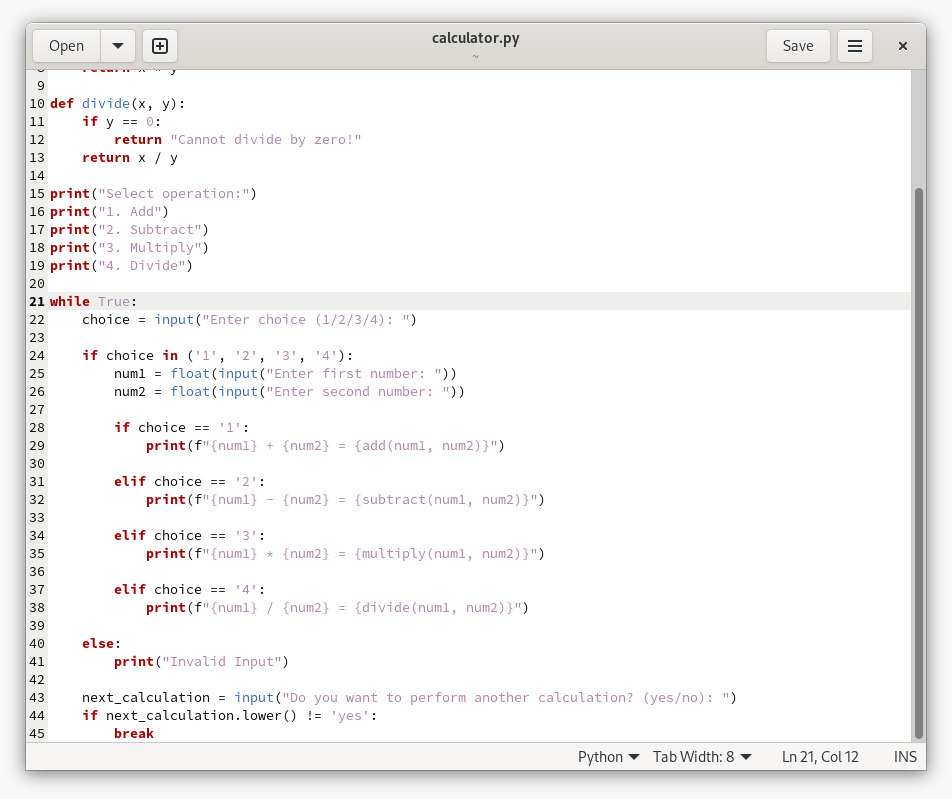 Open
calculator.py
~
Save
8         return x * y
9
10 def divide(x, y):
11     if y == 0:
12         return "Cannot divide by zero!"
13     return x / y
14
15 print("Select operation:")
16 print("1. Add")
17 print("2. Subtract")
18 print("3. Multiply")
19 print("4. Divide")
20
21 while True:
22     choice = input("Enter choice (1/2/3/4): ")
23
24     if choice in ('1', '2', '3', '4'):
25         num1 = float(input("Enter first number: "))
26         num2 = float(input("Enter second number: "))
27
28         if choice == '1':
29             print(f"{num1} + {num2} = {add(num1, num2)}")
30
31         elif choice == '2':
32             print(f"{num1} - {num2} = {subtract(num1, num2)}")
33
34         elif choice == '3':
35             print(f"{num1} * {num2} = {multiply(num1, num2)}")
36
37         elif choice == '4':
38             print(f"{num1} / {num2} = {divide(num1, num2)}")
39
40     else:
41         print("Invalid Input")
42
43     next_calculation = input("Do you want to perform another calculation? (yes/no): ")
44     if next_calculation.lower() != 'yes':
45         break
Python Tab Width: 8 Ln 21, Col 12 INS